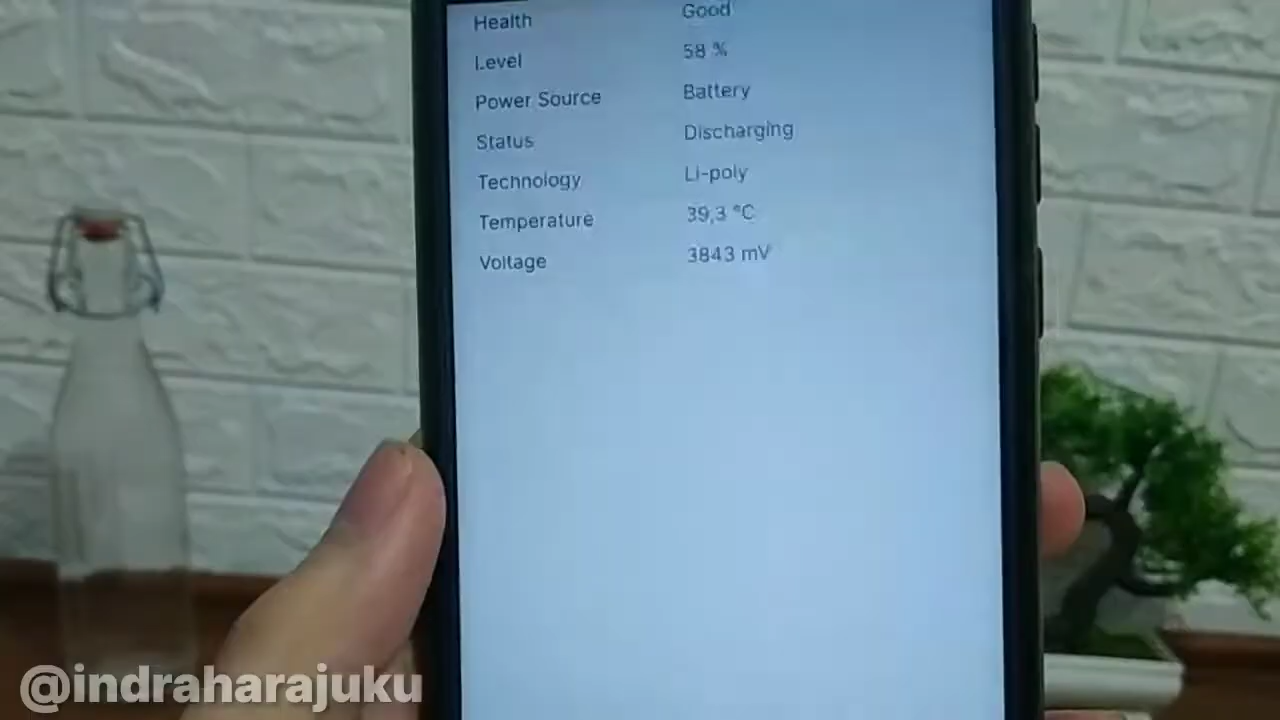 Health Good
Level 58 %
Power Source Battery
Status Discharging
Technology Li-poly
Temperature 39,3 °C
Voltage 3843 mV
@indraharajuku